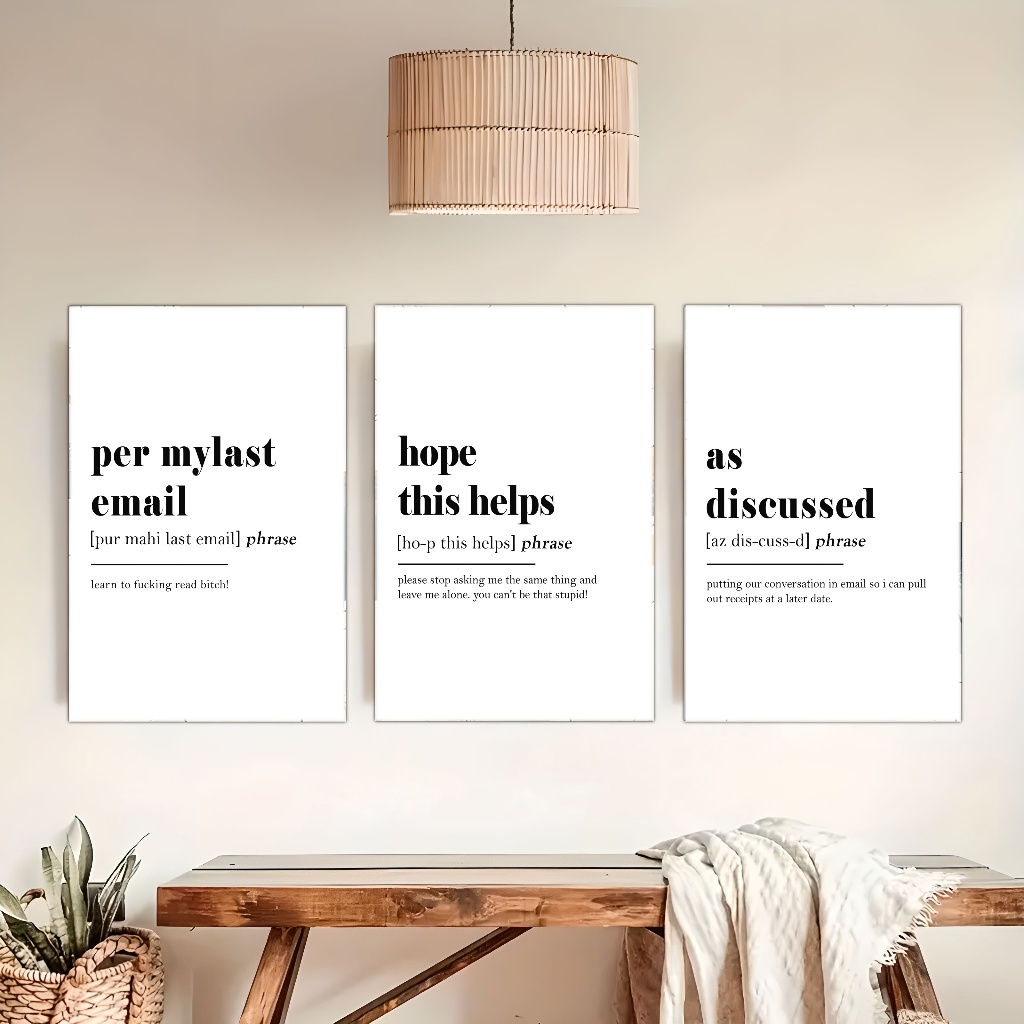 per mylast
email
[pur mahi last email] phrase
learn to fucking read bitch!
hope
this helps
[ho-p this helps] phrase
please stop asking me the same thing and
leave me alone. you can't be that stupid!
as
discussed
[az dis-cuss-d] phrase
putting our conversation in email so i can pull
out receipts at a later date.